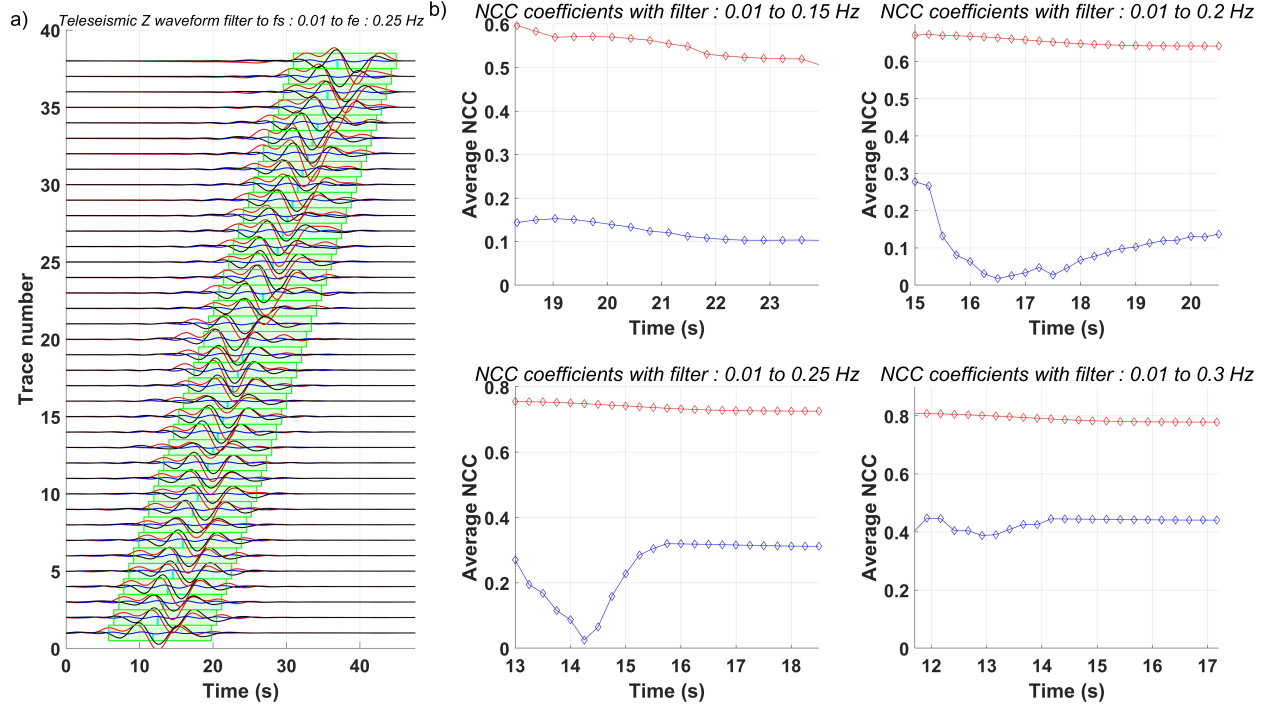 a)
Teleseismic Z waveform filter to fs : 0.01 to fe : 0.25 Hz
40
35
30
25
20
15
10
5
0
Trace number
0 10 20 30 40
Time (s)
b)
NCC coefficients with filter : 0.01 to 0.15 Hz
0.6
0.5
0.4
0.3
0.2
0.1
0
Average NCC
19 20 21 22 23
Time (s)
NCC coefficients with filter : 0.01 to 0.2 Hz
0.6
0.5
0.4
0.3
0.2
0.1
0
Average NCC
15 16 17 18 19 20
Time (s)
NCC coefficients with filter : 0.01 to 0.25 Hz
0.8
0.6
0.4
0.2
0
Average NCC
13 14 15 16 17 18
Time (s)
NCC coefficients with filter : 0.01 to 0.3 Hz
0.8
0.6
0.4
0.2
0
Average NCC
12 13 14 15 16 17
Time (s)